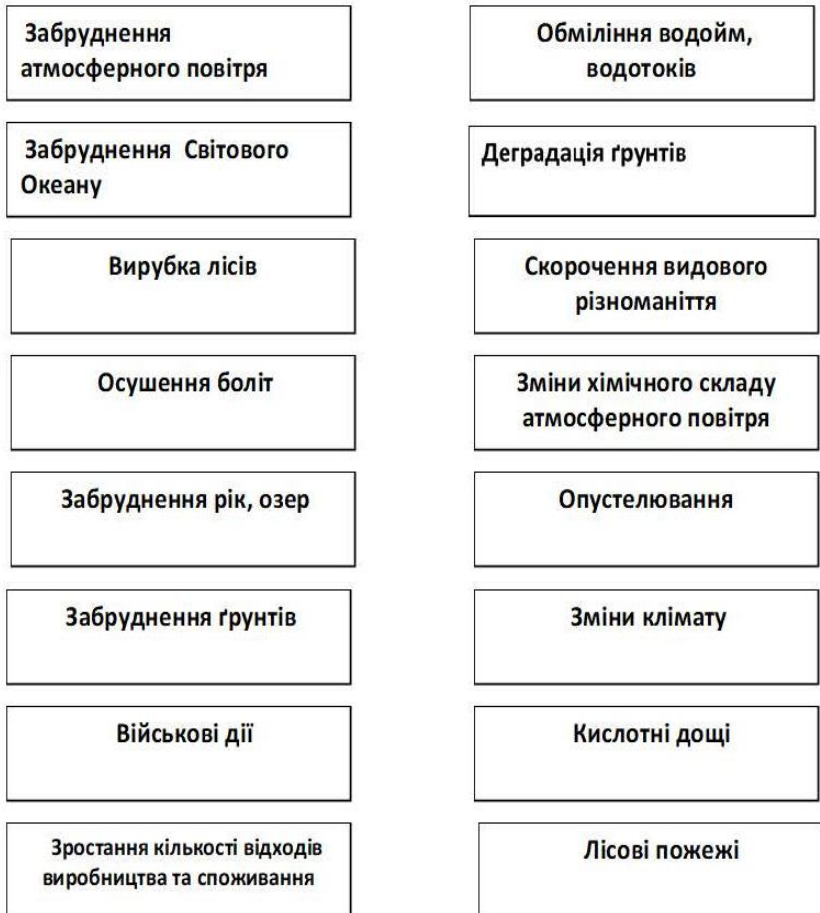 Забруднення
атмосферного повітря
Обміління водойм,
водотоків
Забруднення Світового
Океану
Деградація ґрунтів
Вирубка лісів
Скорочення видового
різноманіття
Осушення боліт
Зміни хімічного складу
атмосферного повітря
Забруднення рік, озер
Опустелювання
Забруднення ґрунтів
Зміни клімату
Військові дії
Кислотні дощі
Зростання кількості відходів
виробництва та споживання
Лісові пожежі